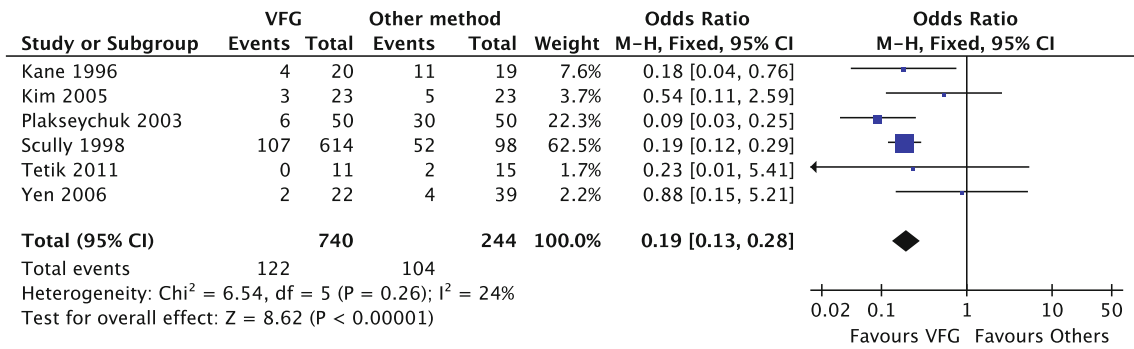 VFG Other method Odds Ratio Odds Ratio
Study or Subgroup Events Total Events Total Weight M-H, Fixed, 95% CI M-H, Fixed, 95% CI
Kane 1996 4 20 11 19 7.6% 0.18 [0.04, 0.76]
Kim 2005 3 23 5 23 3.7% 0.54 [0.11, 2.59]
Plakseychuk 2003 6 50 30 50 22.3% 0.09 [0.03, 0.25]
Scully 1998 107 614 52 98 62.5% 0.19 [0.12, 0.29]
Tetik 2011 0 11 2 15 1.7% 0.23 [0.01, 5.41]
Yen 2006 2 22 4 39 2.2% 0.88 [0.15, 5.21]
Total (95% CI) 740 244 100.0% 0.19 [0.13, 0.28]
Total events 122 104
Heterogeneity: Chi² = 6.54, df = 5 (P = 0.26); I² = 24%
Test for overall effect: Z = 8.62 (P < 0.00001)
0.02 0.1 1 10 50
Favours VFG Favours Others